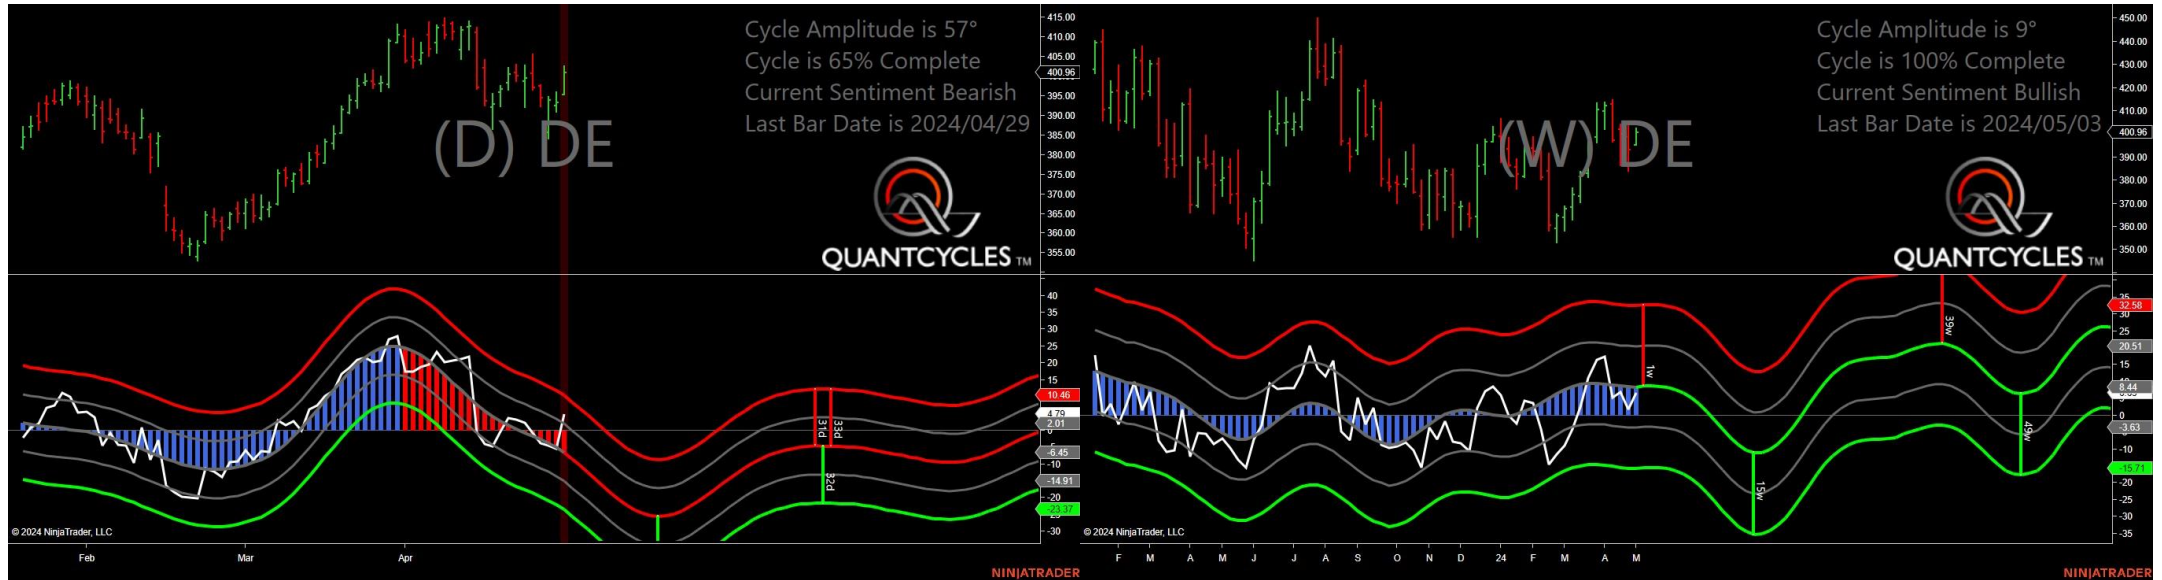 Cycle Amplitude is 57°
Cycle is 65% Complete
Current Sentiment Bearish
Last Bar Date is 2024/04/29
(D) DE
QUANTCYCLES TM
415.00
410.00
405.00
400.96
395.00
390.00
385.00
380.00
375.00
370.00
365.00
360.00
355.00
40
35
30
25
20
15
10.46
4.79
2.01
0
-6.45
-10
-14.91
-20
-23.37
-30
31d
33d
32d
© 2024 NinjaTrader, LLC
Feb Mar Apr
NINJATRADER
Cycle Amplitude is 9°
Cycle is 100% Complete
Current Sentiment Bullish
Last Bar Date is 2024/05/03
(W) DE
QUANTCYCLES TM
450.00
440.00
430.00
420.00
410.00
400.96
390.00
380.00
370.00
360.00
350.00
35
32.58
30
25
20.51
15
8.44
0
-3.63
-10
-15.71
-20
-25
-30
-35
1w
15w
39w
49w
© 2024 NinjaTrader, LLC
F M A M J J A S O N D 24 F M A M
NINJATRADER